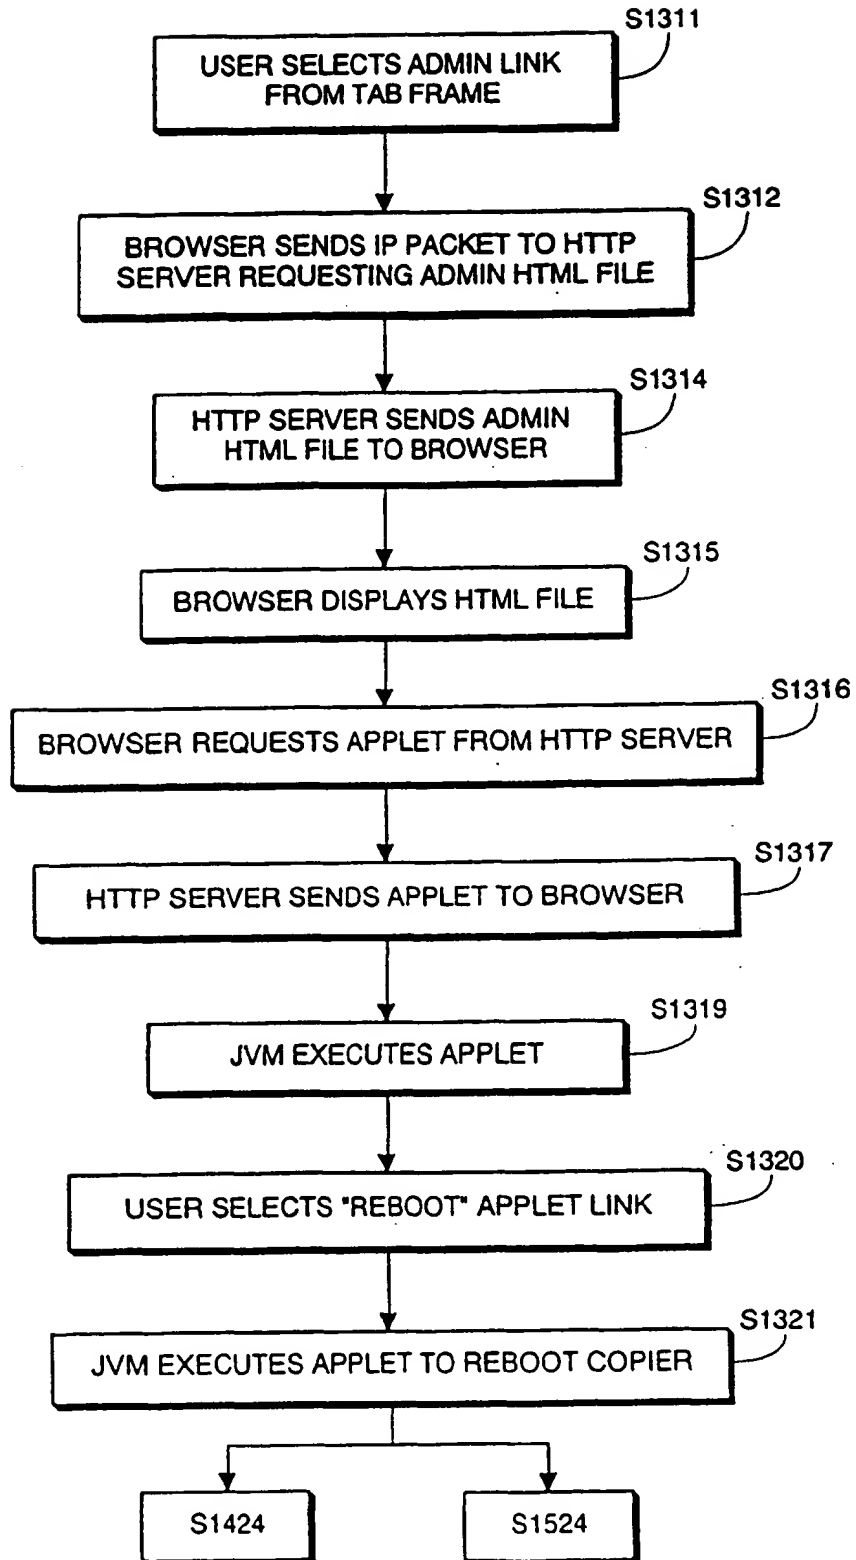 S1311
USER SELECTS ADMIN LINK
FROM TAB FRAME
S1312
BROWSER SENDS IP PACKET TO HTTP
SERVER REQUESTING ADMIN HTML FILE
S1314
HTTP SERVER SENDS ADMIN
HTML FILE TO BROWSER
S1315
BROWSER DISPLAYS HTML FILE
S1316
BROWSER REQUESTS APPLET FROM HTTP SERVER
S1317
HTTP SERVER SENDS APPLET TO BROWSER
S1319
JVM EXECUTES APPLET
S1320
USER SELECTS "REBOOT" APPLET LINK
S1321
JVM EXECUTES APPLET TO REBOOT COPIER
S1424
S1524